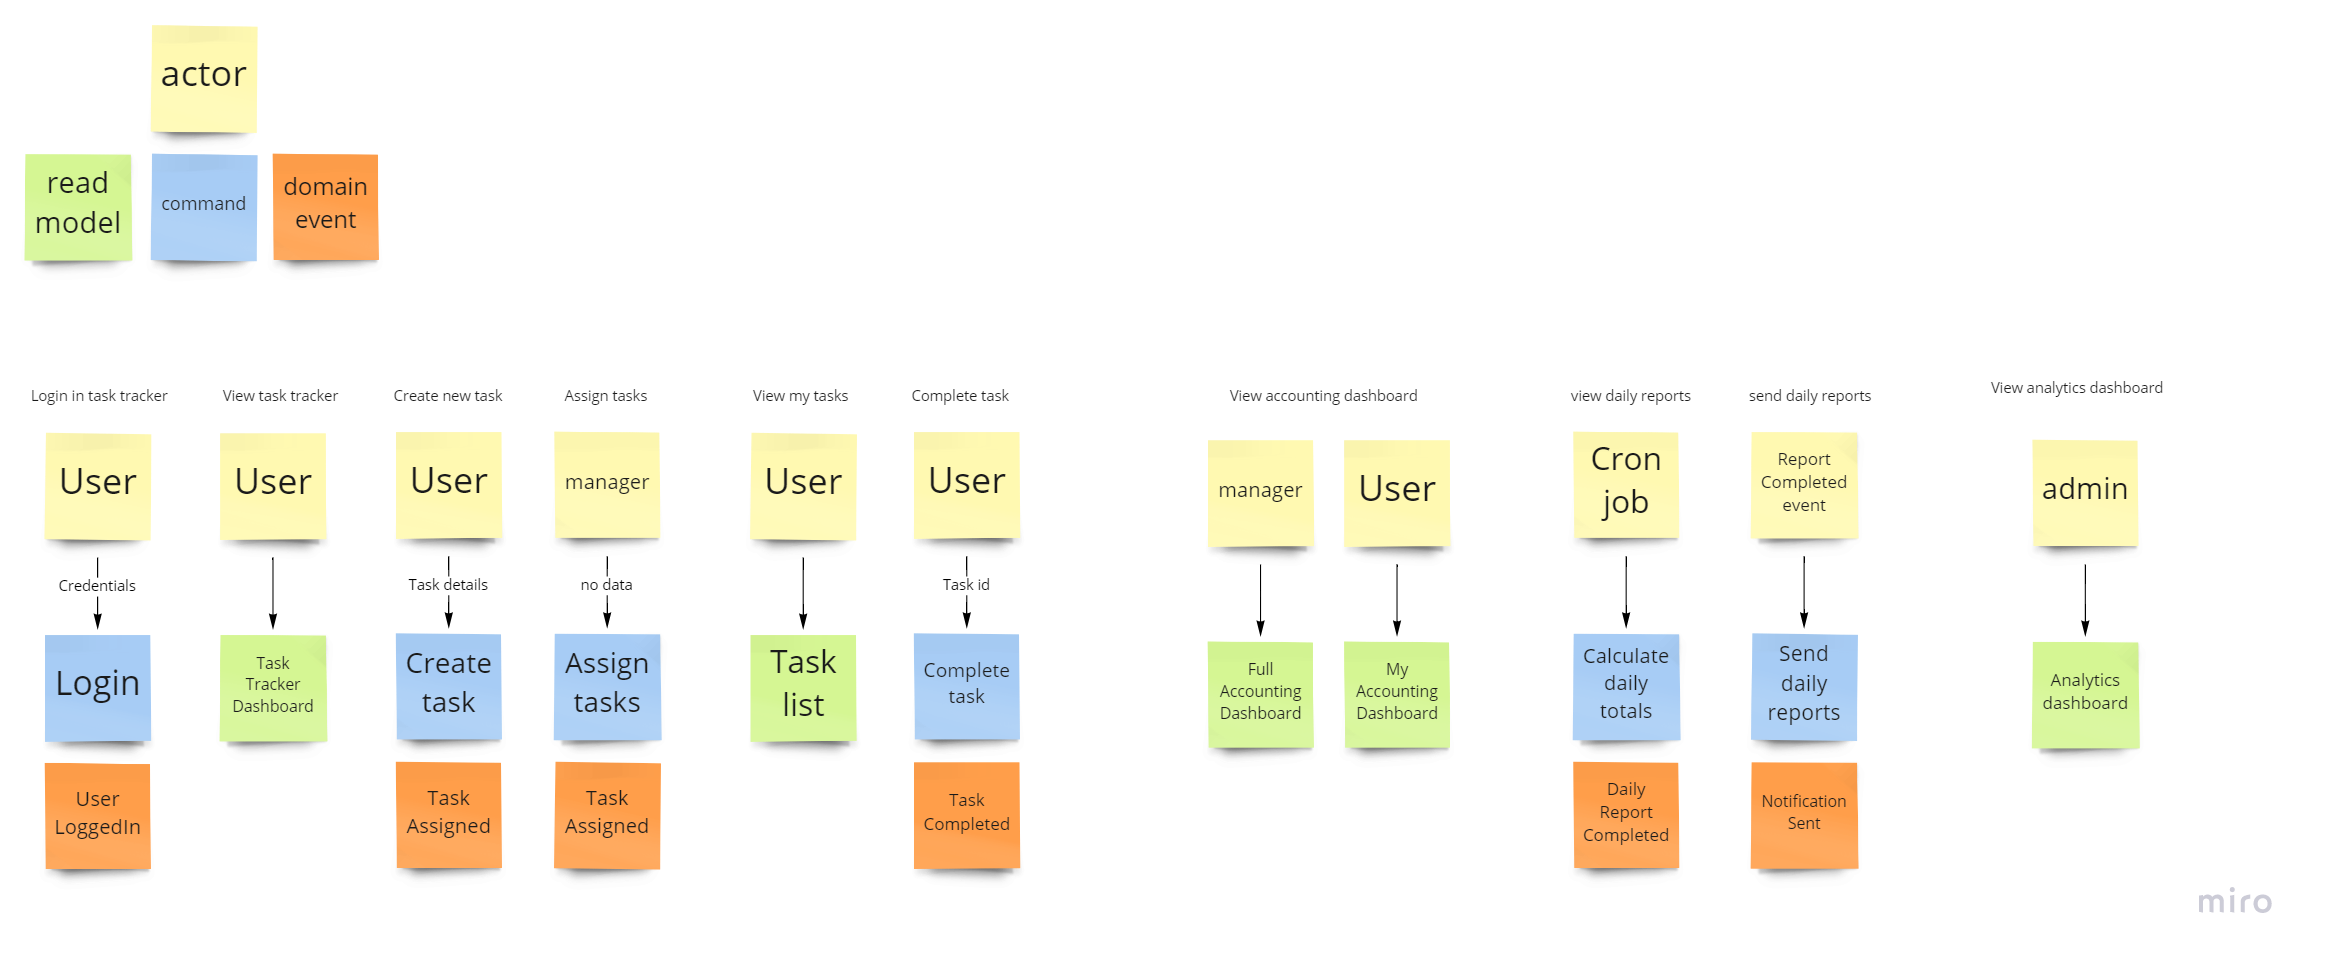 actor
read
model
command
domain
event
Login in task tracker
View task tracker
Create new task
Assign tasks
View my tasks
Complete task
View accounting dashboard
view daily reports
send daily reports
View analytics dashboard
User
User
User
manager
User
User
manager
User
Cron
job
Report
Completed
event
admin
Credentials
Task details
no data
Task id
Login
Task
Tracker
Dashboard
Create
task
Assign
tasks
Task
list
Complete
task
Full
Accounting
Dashboard
My
Accounting
Dashboard
Calculate
daily
totals
Send
daily
reports
Analytics
dashboard
User
LoggedIn
Task
Assigned
Task
Assigned
Task
Completed
Daily
Report
Completed
Notification
Sent
miro